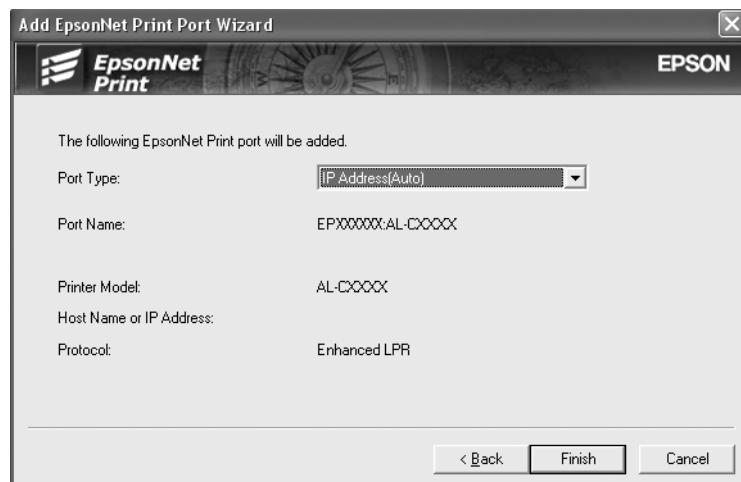 Add EpsonNet Print Port Wizard
EpsonNet
Print
EPSON
The following EpsonNet Print port will be added.
Port Type: IP Address(Auto)
Port Name: EPXXXXXX:AL-CXXXX
Printer Model: AL-CXXXX
Host Name or IP Address:
Protocol: Enhanced LPR
< Back Finish Cancel